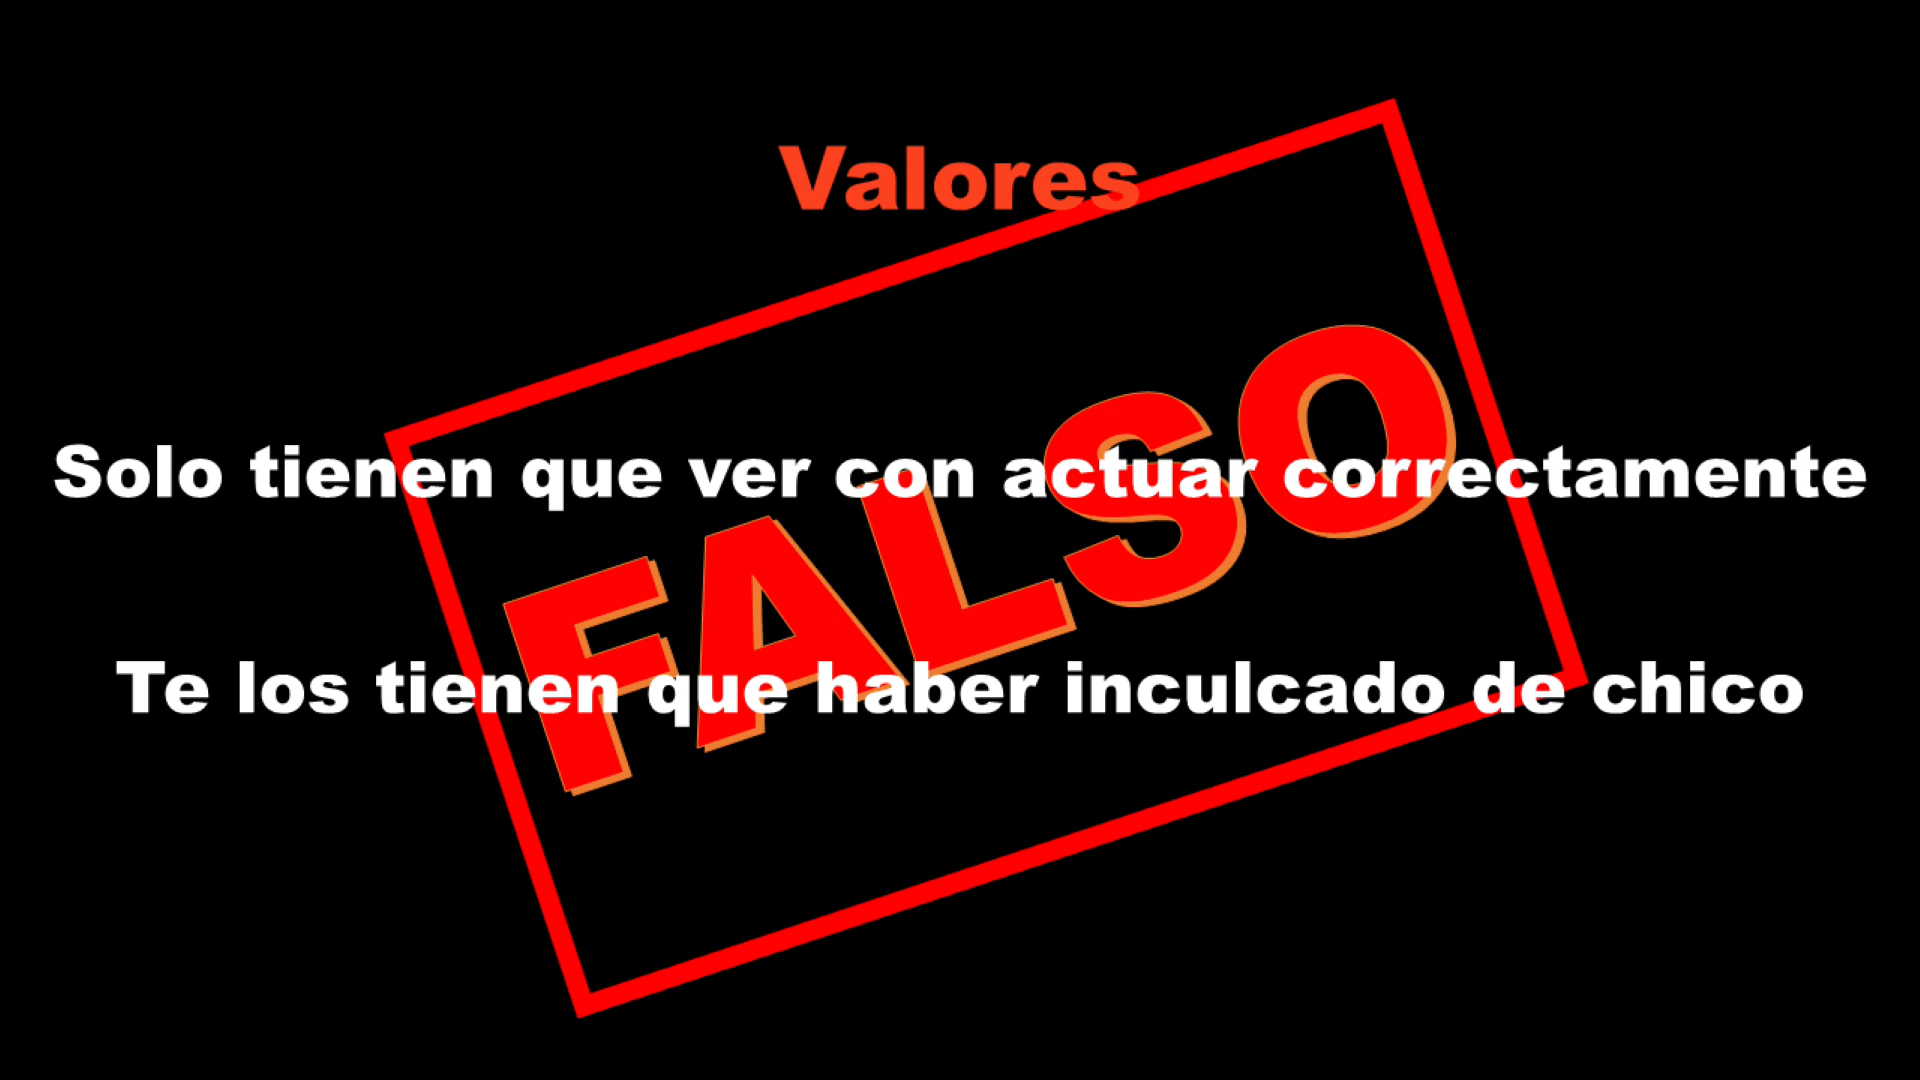 Valores
Solo tienen que ver con actuar correctamente
FALSO
Te los tienen que haber inculcado de chico